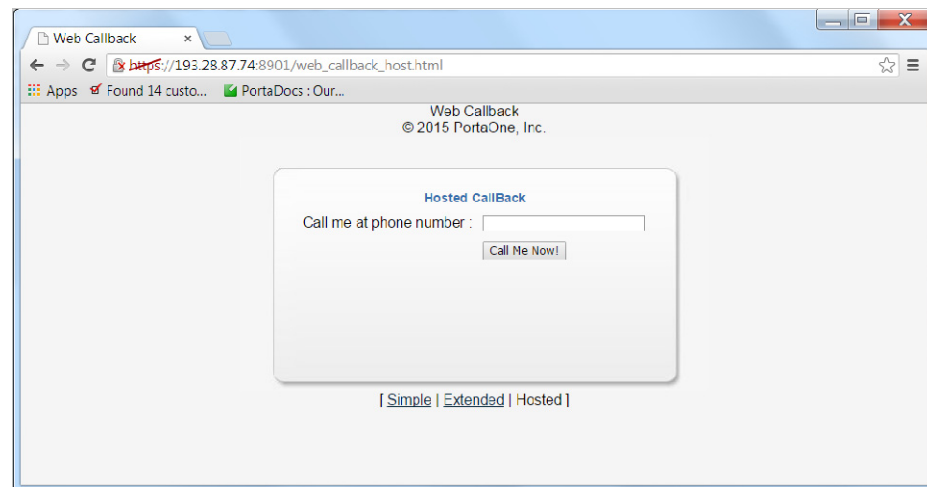 Web Callback
https://193.28.87.74:8901/web_callback_host.html
Apps Found 14 custo... PortaDocs : Our...
Web Callback
© 2015 PortaOne, Inc.
Hosted CallBack
Call me at phone number :
Call Me Now!
[ Simple | Extended | Hosted ]